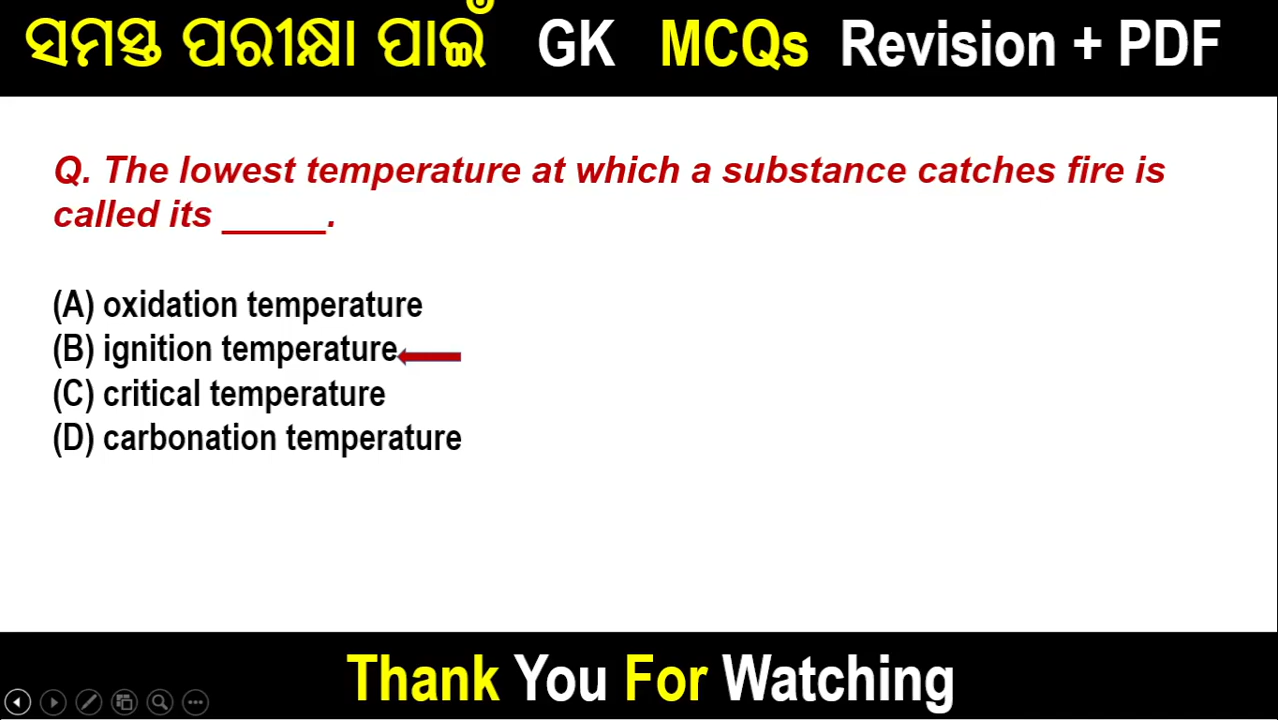 ସମସ୍ତ ପରୀକ୍ଷା ପାଇଁ GK MCQs Revision + PDF
Q. The lowest temperature at which a substance catches fire is
called its _____.
(A) oxidation temperature
(B) ignition temperature
(C) critical temperature
(D) carbonation temperature
Thank You For Watching